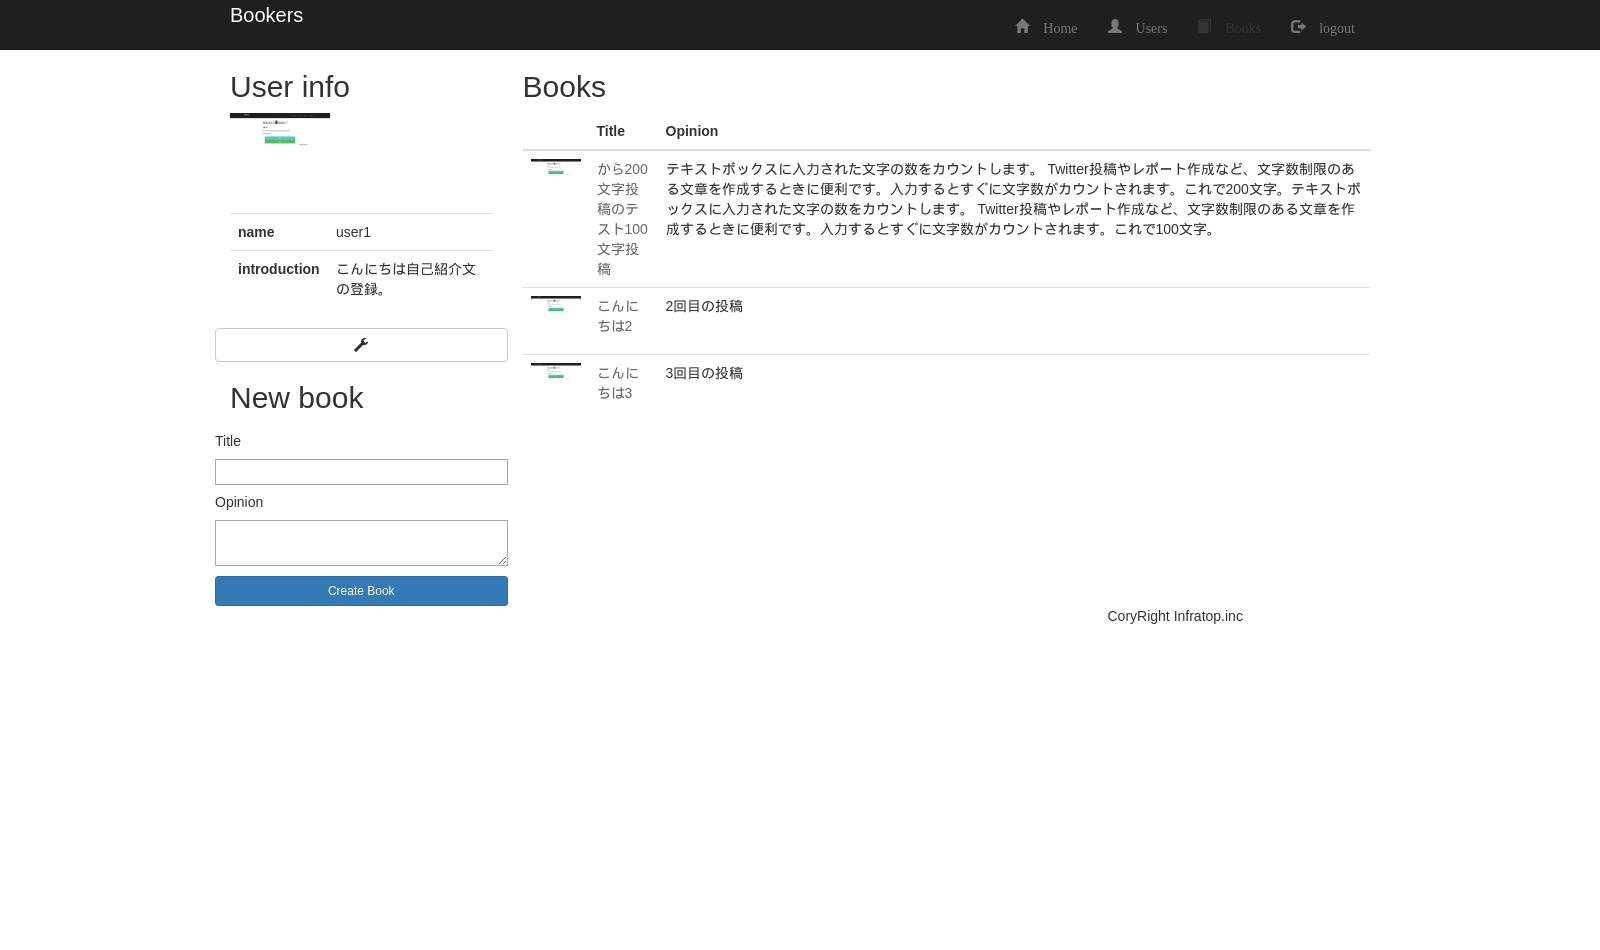 Bookers
Home Users Books logout
User info
name user1
introduction こんにちは自己紹介文
の登録。
New book
Title
Opinion
Create Book
Books
Title Opinion
から200
文字投
稿のテ
スト100
文字投
稿
テキストボックスに入力された文字の数をカウントします。 Twitter投稿やレポート作成など、文字数制限のあ
る文章を作成するときに便利です。入力するとすぐに文字数がカウントされます。これで200文字。テキストボ
ックスに入力された文字の数をカウントします。 Twitter投稿やレポート作成など、文字数制限のある文章を作
成するときに便利です。入力するとすぐに文字数がカウントされます。これで100文字。
こんに
ちは2
2回目の投稿
こんに
ちは3
3回目の投稿
CoryRight Infratop.inc